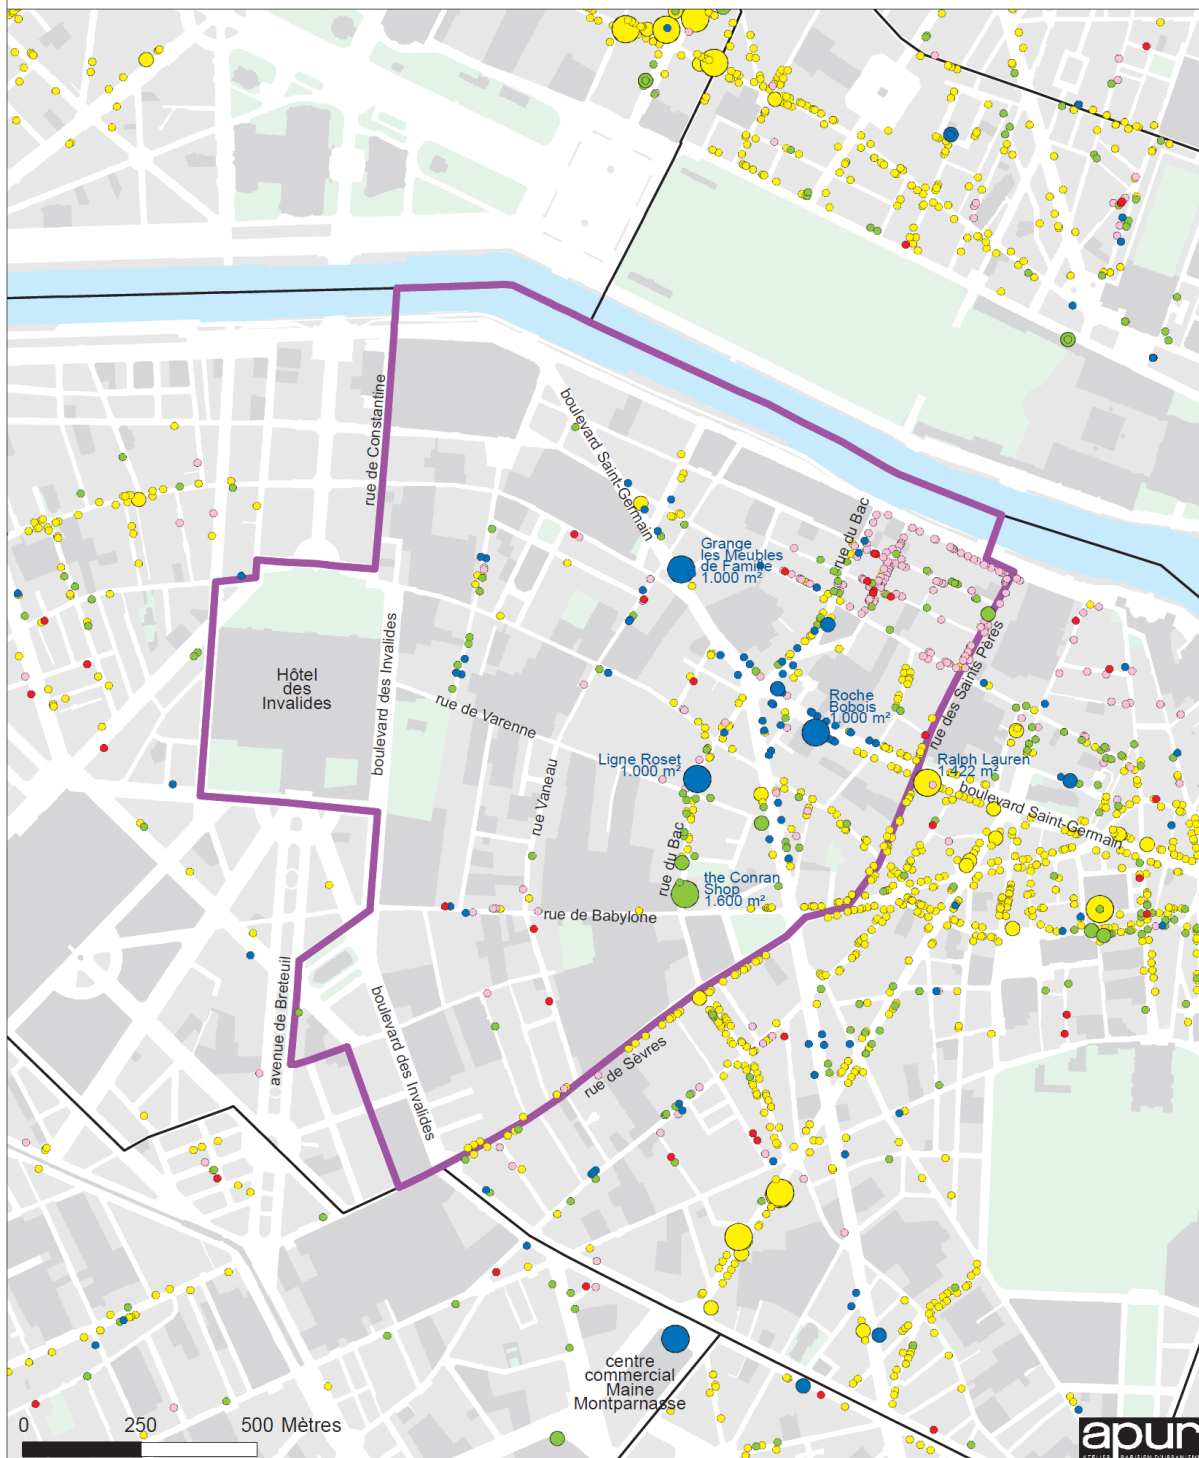 rue de Constantine
boulevard Saint-Germain
rue du Bac
Grange
les Meubles
de Famille
1.000 m²
rue des Saints Pères
Hôtel
des
Invalides
boulevard des Invalides
rue de Varenne
Roche
Bobois
1.000 m²
Ligne Roset
1.000 m²
Ralph Lauren
1.422 m²
boulevard Saint-Germain
rue Vaneau
rue du Bac
the Conran
Shop
1.600 m²
rue de Babylone
avenue de Breteuil
boulevard des Invalides
rue de Sèvres
centre
commercial
Maine
Montparnasse
0 250 500 Mètres
apur
ATELIER PARISIEN D'URBANISME